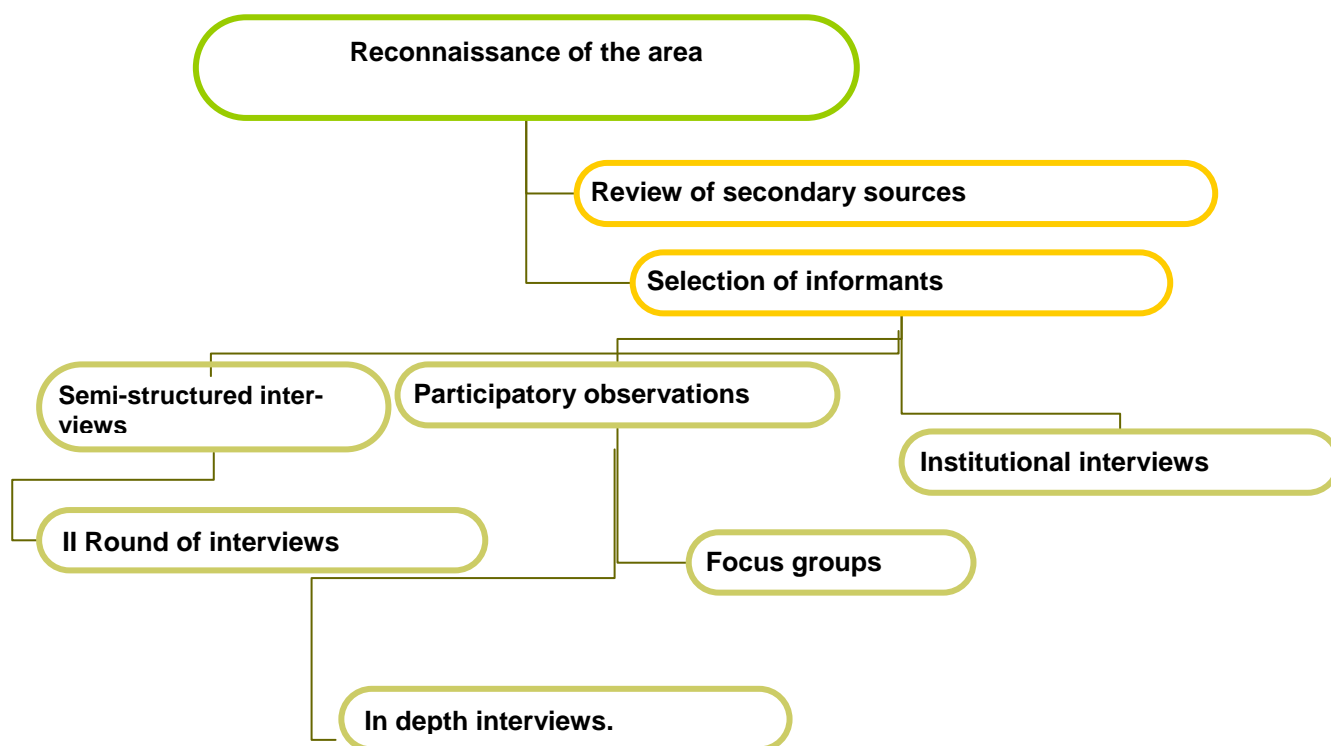 Reconnaissance of the area
Review of secondary sources
Selection of informants
Semi-structured inter-
views
Participatory observations
Institutional interviews
II Round of interviews
Focus groups
In depth interviews.